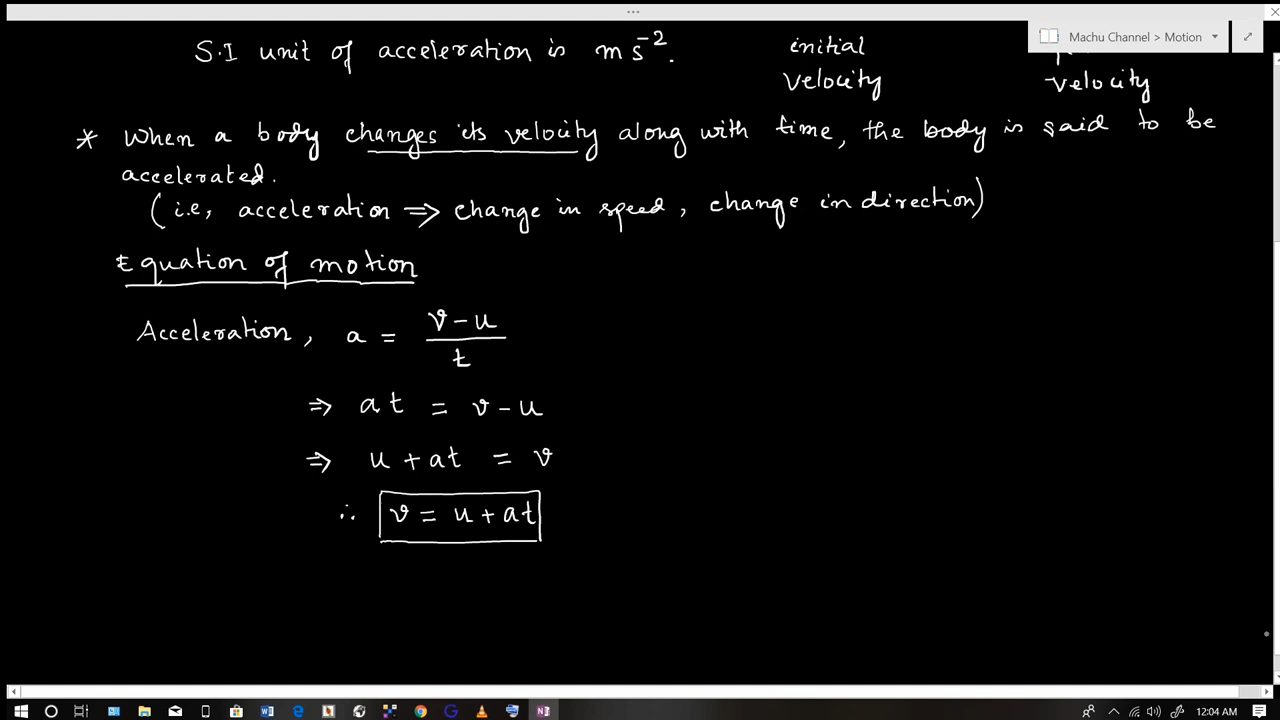 Machu Channel > Motion
S.I unit of acceleration is ms⁻².
initial velocity
velocity
* When a body changes its velocity along with time, the body is said to be
accelerated.
(i.e, acceleration ⇒ change in speed, change in direction)
Equation of motion
Acceleration, a = v-u / t
⇒ at = v-u
⇒ u+at = v
∴ v = u+at
12:04 AM